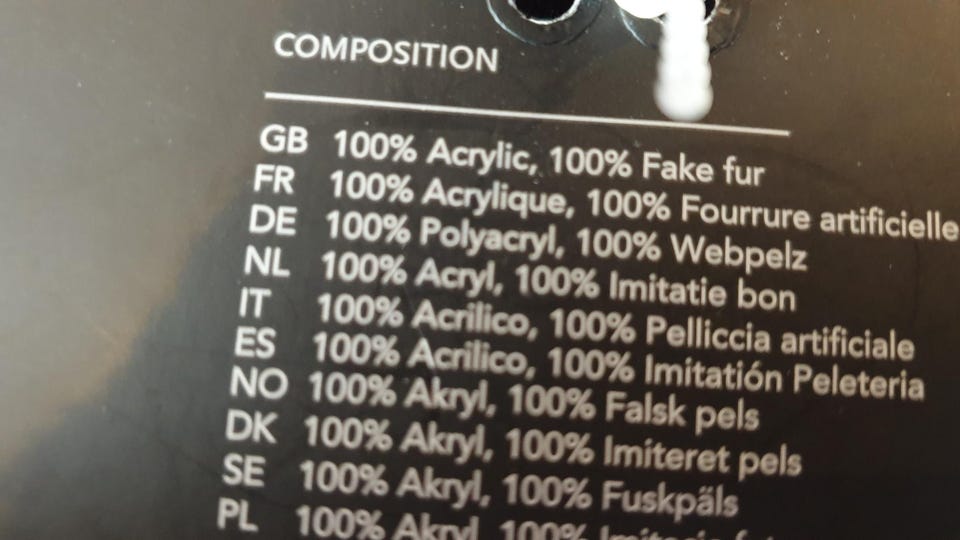 COMPOSITION
GB 100% Acrylic, 100% Fake fur
FR 100% Acrylique, 100% Fourrure artificielle
DE 100% Polyacryl, 100% Webpelz
NL 100% Acryl, 100% Imitatie bon
IT 100% Acrilico, 100% Pelliccia artificiale
ES 100% Acrilico, 100% Imitatión Peleteria
NO 100% Akryl, 100% Falsk pels
DK 100% Akryl, 100% Imiteret pels
SE 100% Akryl, 100% Fuskpäls
PL 100% Akryl, 100%